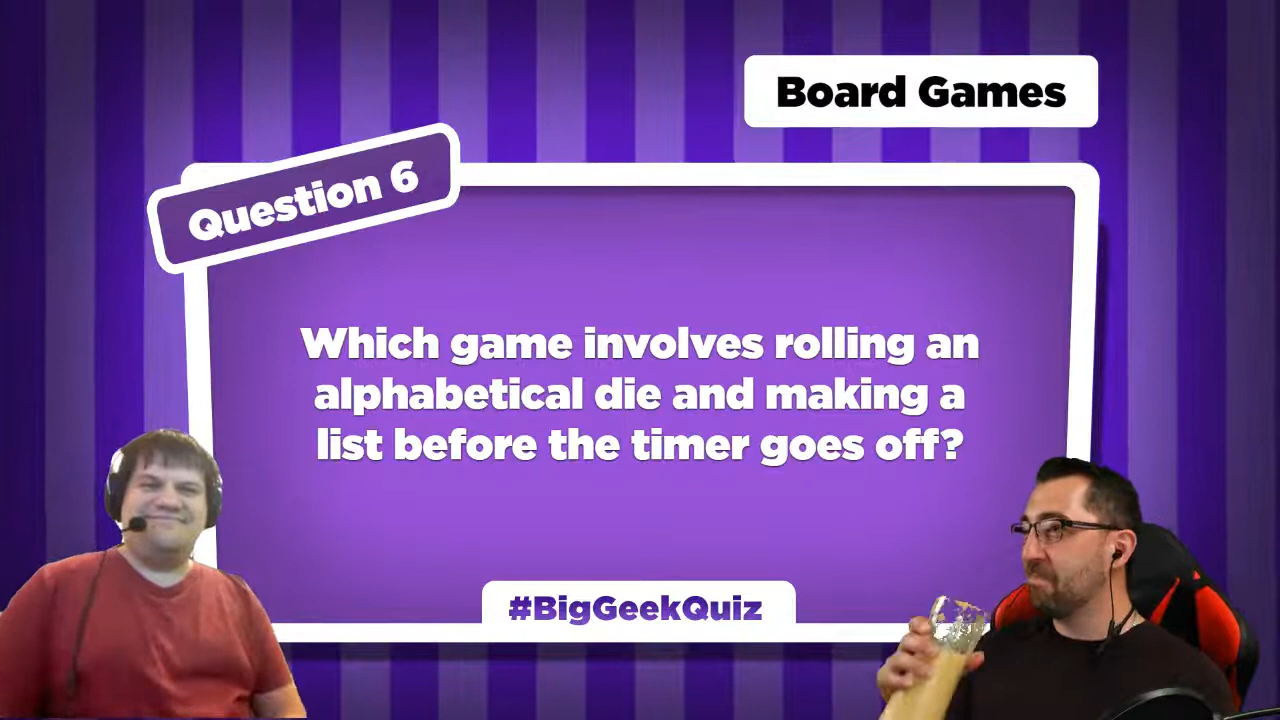 Board Games
Question 6
Which game involves rolling an
alphabetical die and making a
list before the timer goes off?
#BigGeekQuiz